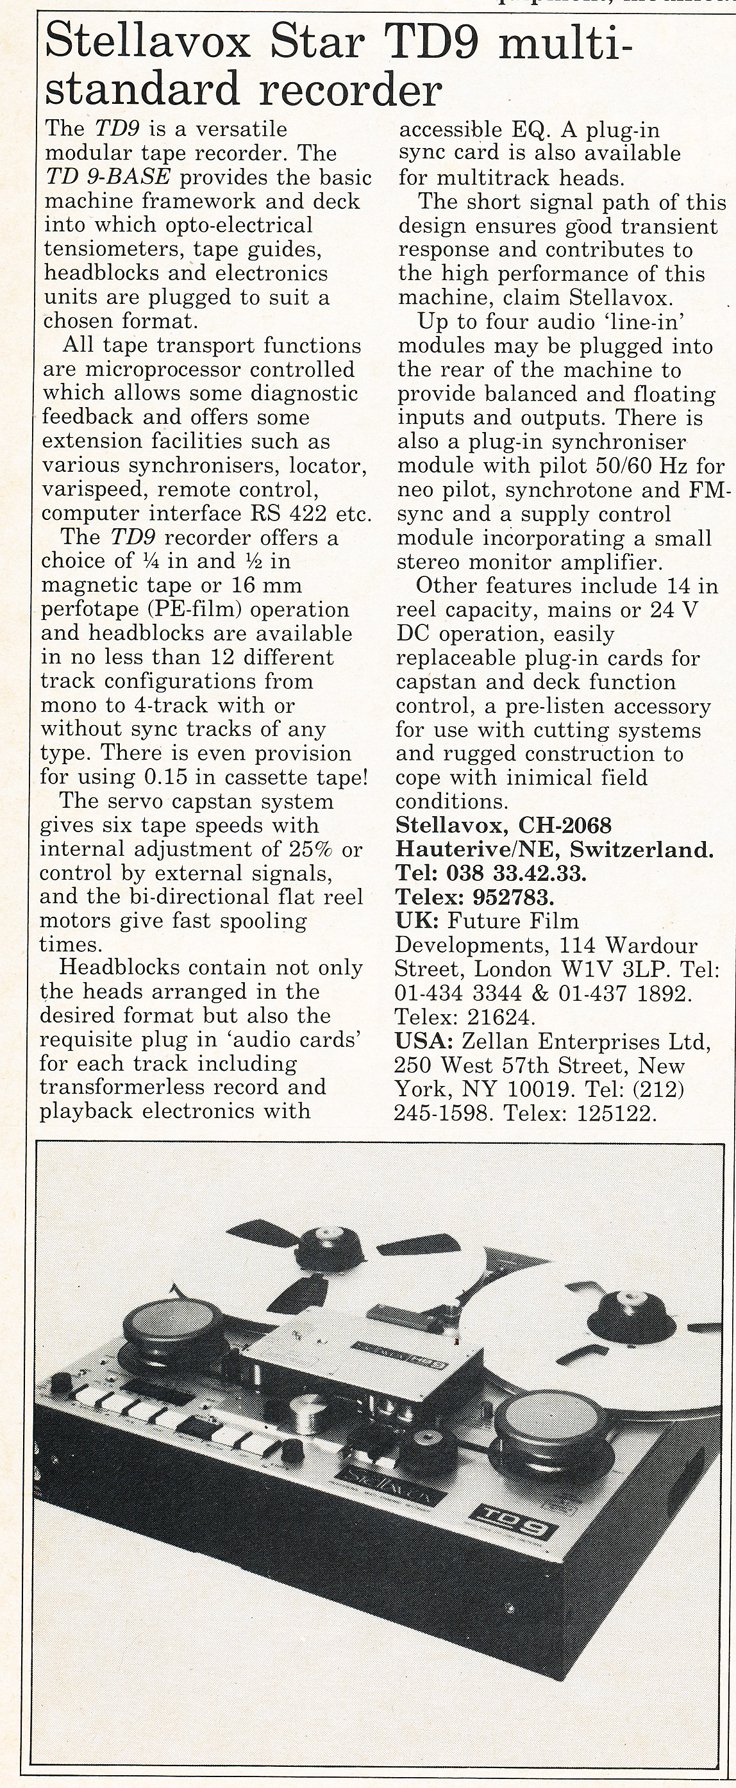 Stellavox Star TD9 multi-
standard recorder
The TD9 is a versatile
modular tape recorder. The
TD 9-BASE provides the basic
machine framework and deck
into which opto-electrical
tensiometers, tape guides,
headblocks and electronics
units are plugged to suit a
chosen format.
All tape transport functions
are microprocessor controlled
which allows some diagnostic
feedback and offers some
extension facilities such as
various synchronisers, locator,
varispeed, remote control,
computer interface RS 422 etc.
The TD9 recorder offers a
choice of ¼ in and ½ in
magnetic tape or 16 mm
perfotape (PE-film) operation
and headblocks are available
in no less than 12 different
track configurations from
mono to 4-track with or
without sync tracks of any
type. There is even provision
for using 0.15 in cassette tape!
The servo capstan system
gives six tape speeds with
internal adjustment of 25% or
control by external signals,
and the bi-directional flat reel
motors give fast spooling
times.
Headblocks contain not only
the heads arranged in the
desired format but also the
requisite plug in ‘audio cards’
for each track including
transformerless record and
playback electronics with
accessible EQ. A plug-in
sync card is also available
for multitrack heads.
The short signal path of this
design ensures good transient
response and contributes to
the high performance of this
machine, claim Stellavox.
Up to four audio ‘line-in’
modules may be plugged into
the rear of the machine to
provide balanced and floating
inputs and outputs. There is
also a plug-in synchroniser
module with pilot 50/60 Hz for
neo pilot, synchrotone and FM-
sync and a supply control
module incorporating a small
stereo monitor amplifier.
Other features include 14 in
reel capacity, mains or 24 V
DC operation, easily
replaceable plug-in cards for
capstan and deck function
control, a pre-listen accessory
for use with cutting systems
and rugged construction to
cope with inimical field
conditions.
Stellavox, CH-2068
Hauterive/NE, Switzerland.
Tel: 038 33.42.33.
Telex: 952783.
UK: Future Film
Developments, 114 Wardour
Street, London W1V 3LP. Tel:
01-434 3344 & 01-437 1892.
Telex: 21624.
USA: Zellan Enterprises Ltd,
250 West 57th Street, New
York, NY 10019. Tel: (212)
245-1598. Telex: 125122.
Stellavox
TD9